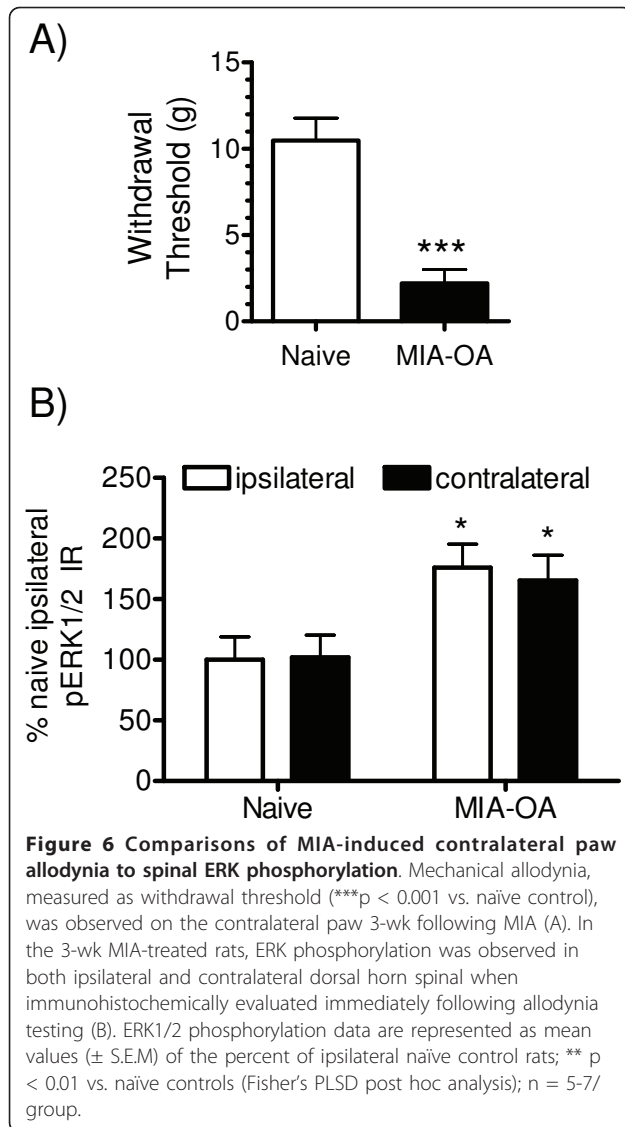 A)
15
10
5
0
Withdrawal
Threshold (g)
***
Naive
MIA-OA
B)
250
200
150
100
50
0
% naive ipsilateral
pERK1/2 IR
ipsilateral
contralateral
*
*
Naive
MIA-OA
Figure 6 Comparisons of MIA-induced contralateral paw
allodynia to spinal ERK phosphorylation. Mechanical allodynia,
measured as withdrawal threshold (***p < 0.001 vs. naïve control),
was observed on the contralateral paw 3-wk following MIA (A). In
the 3-wk MIA-treated rats, ERK phosphorylation was observed in
both ipsilateral and contralateral dorsal horn spinal when
immunohistochemically evaluated immediately following allodynia
testing (B). ERK1/2 phosphorylation data are represented as mean
values (± S.E.M) of the percent of ipsilateral naïve control rats; ** p
< 0.01 vs. naïve controls (Fisher's PLSD post hoc analysis); n = 5-7/
group.